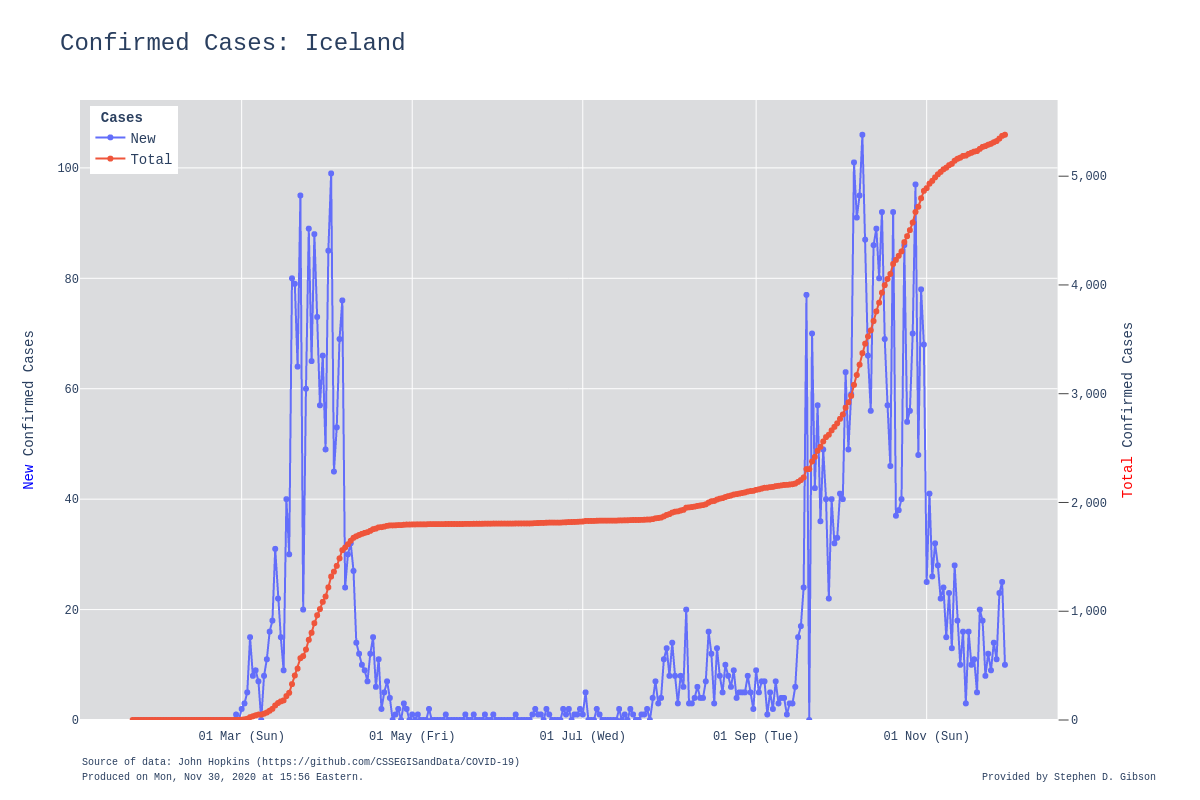 Confirmed Cases: Iceland
Cases
New
Total
100
80
60
40
20
0
New Confirmed Cases
5,000
4,000
3,000
2,000
1,000
0
Total Confirmed Cases
01 Mar (Sun)
01 May (Fri)
01 Jul (Wed)
01 Sep (Tue)
01 Nov (Sun)
Source of data: John Hopkins (https://github.com/CSSEGISandData/COVID-19)
Produced on Mon, Nov 30, 2020 at 15:56 Eastern.
Provided by Stephen D. Gibson